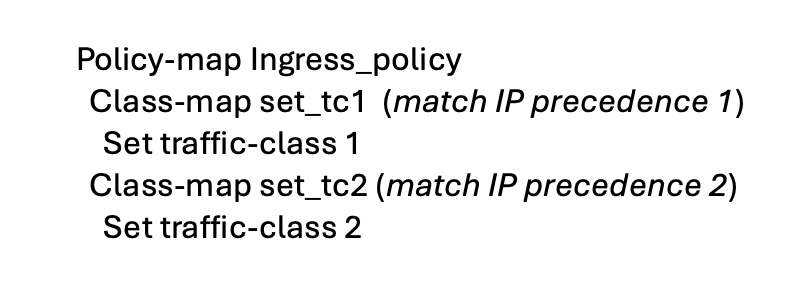 Policy-map Ingress_policy
Class-map set_tc1 (match IP precedence 1)
Set traffic-class 1
Class-map set_tc2 (match IP precedence 2)
Set traffic-class 2